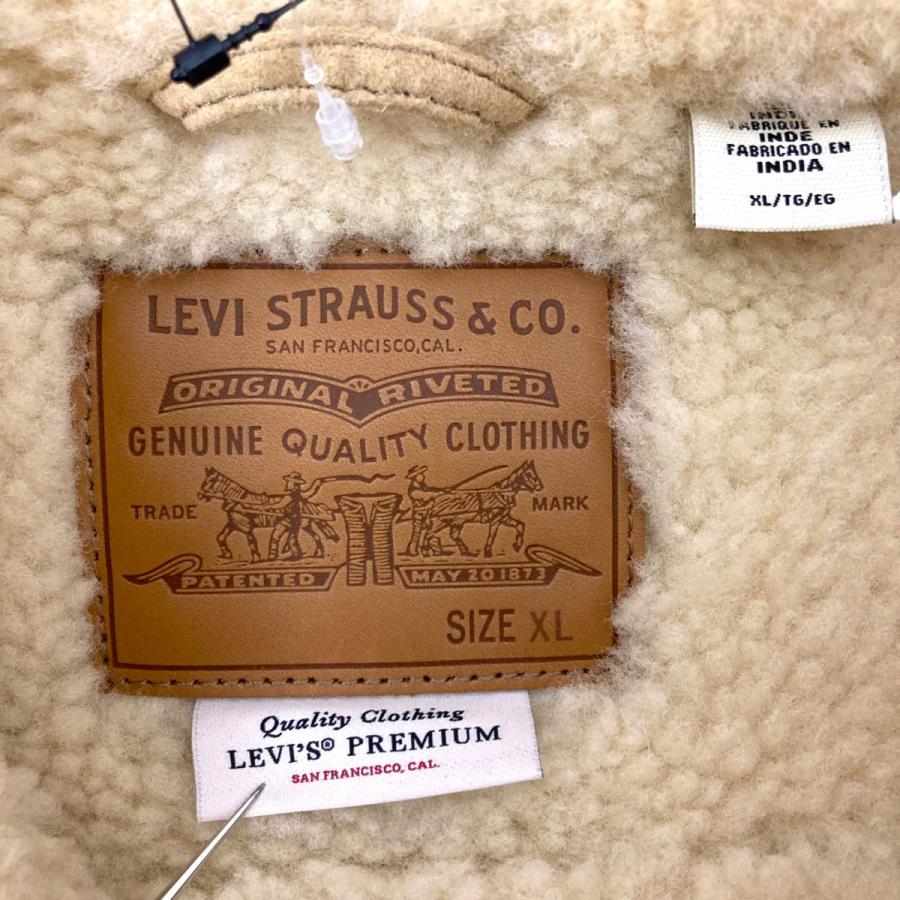 FABRIQUE EN
INDE
FABRICADO EN
INDIA
XL/TG/EG
LEVI STRAUSS & CO.
SAN FRANCISCO, CAL.
ORIGINAL RIVETED
GENUINE QUALITY CLOTHING
TRADE MARK
PATENTED MAY 20 1873
SIZE XL
Quality Clothing
LEVI'S® PREMIUM
SAN FRANCISCO, CAL.